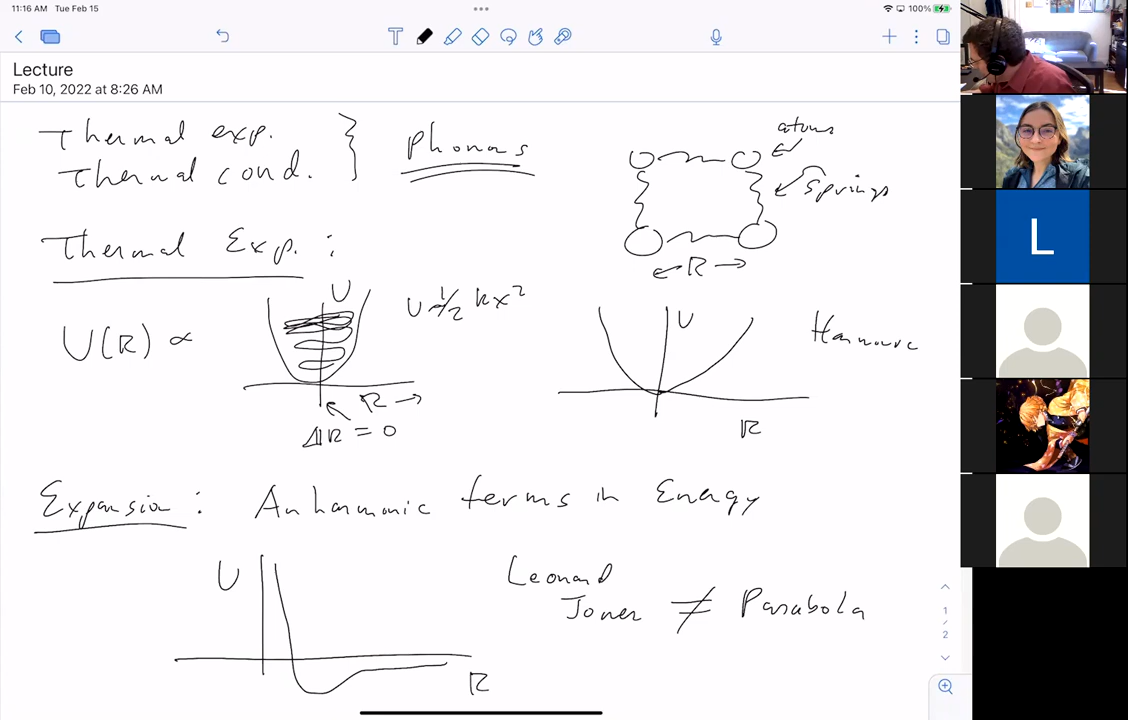 11:16 AM Tue Feb 15
100%
Lecture
Feb 10, 2022 at 8:26 AM
Thermal exp.
Thermal cond.
Phonons
atoms
Springs
R
Thermal Exp. :
U(R) ∝
U
U = 1/2 kx²
R
ΔR = 0
U
R
Harmonic
Expansion : Anharmonic terms in Energy
U
R
Leonard
Jones ≠ Parabola
L
1
/
2